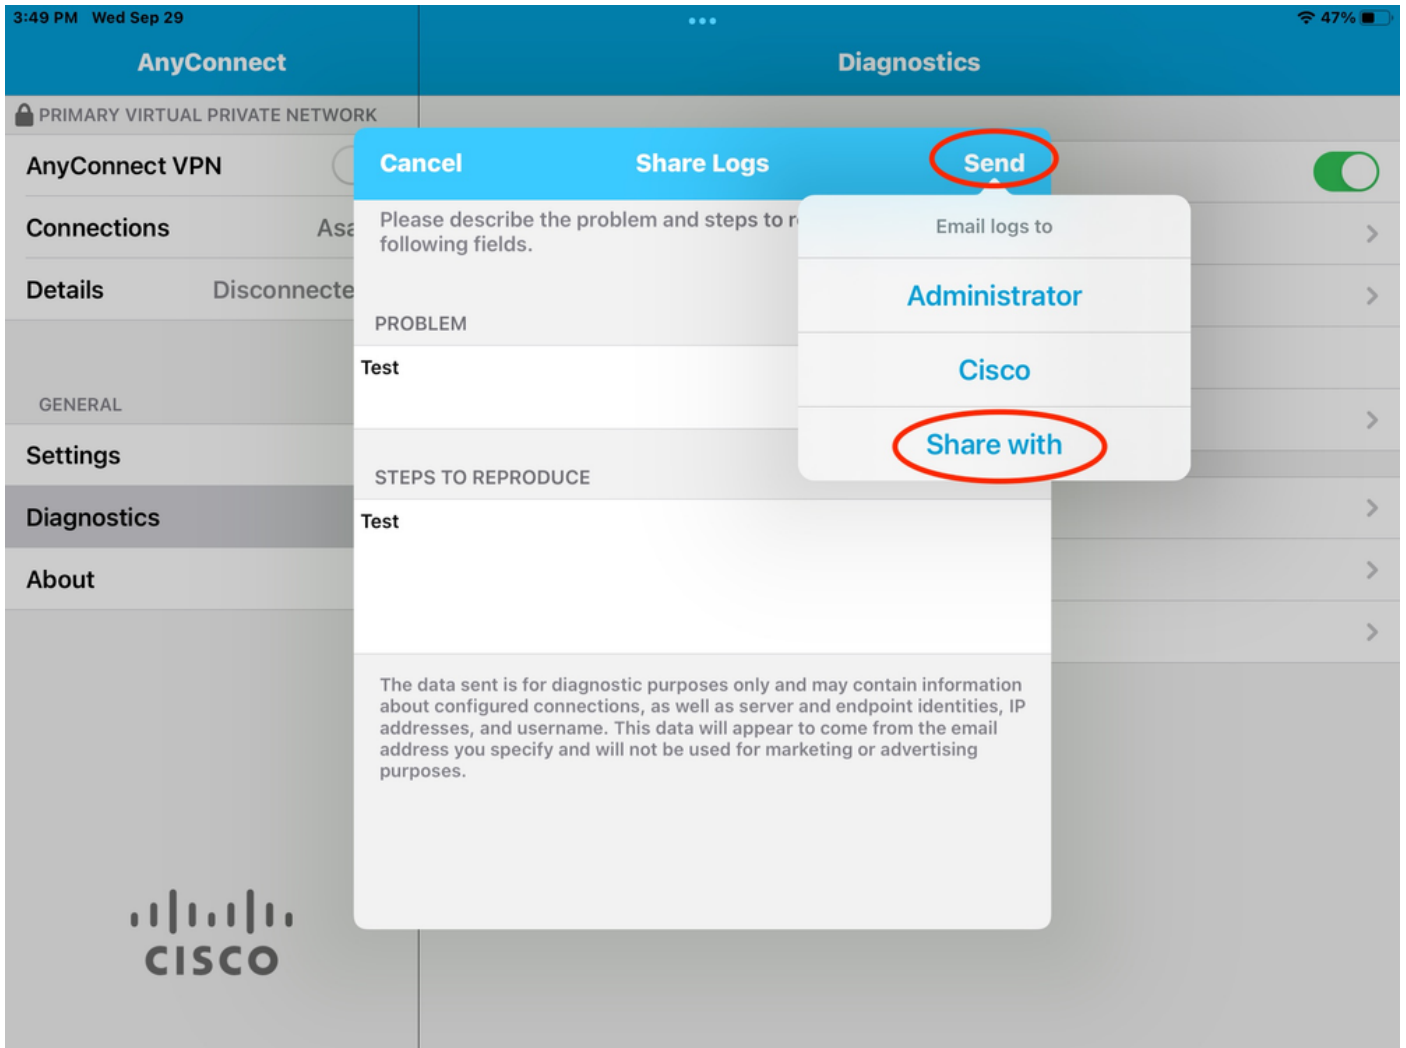 3:49 PM Wed Sep 29
47%
AnyConnect
Diagnostics
PRIMARY VIRTUAL PRIVATE NETWORK
AnyConnect VPN
Connections
Details
Disconnecte
GENERAL
Settings
Diagnostics
About
CISCO
Cancel
Share Logs
Send
Please describe the problem and steps to
following fields.
PROBLEM
Test
STEPS TO REPRODUCE
Test
The data sent is for diagnostic purposes only and may contain information
about configured connections, as well as server and endpoint identities, IP
addresses, and username. This data will appear to come from the email
address you specify and will not be used for marketing or advertising
purposes.
Email logs to
Administrator
Cisco
Share with